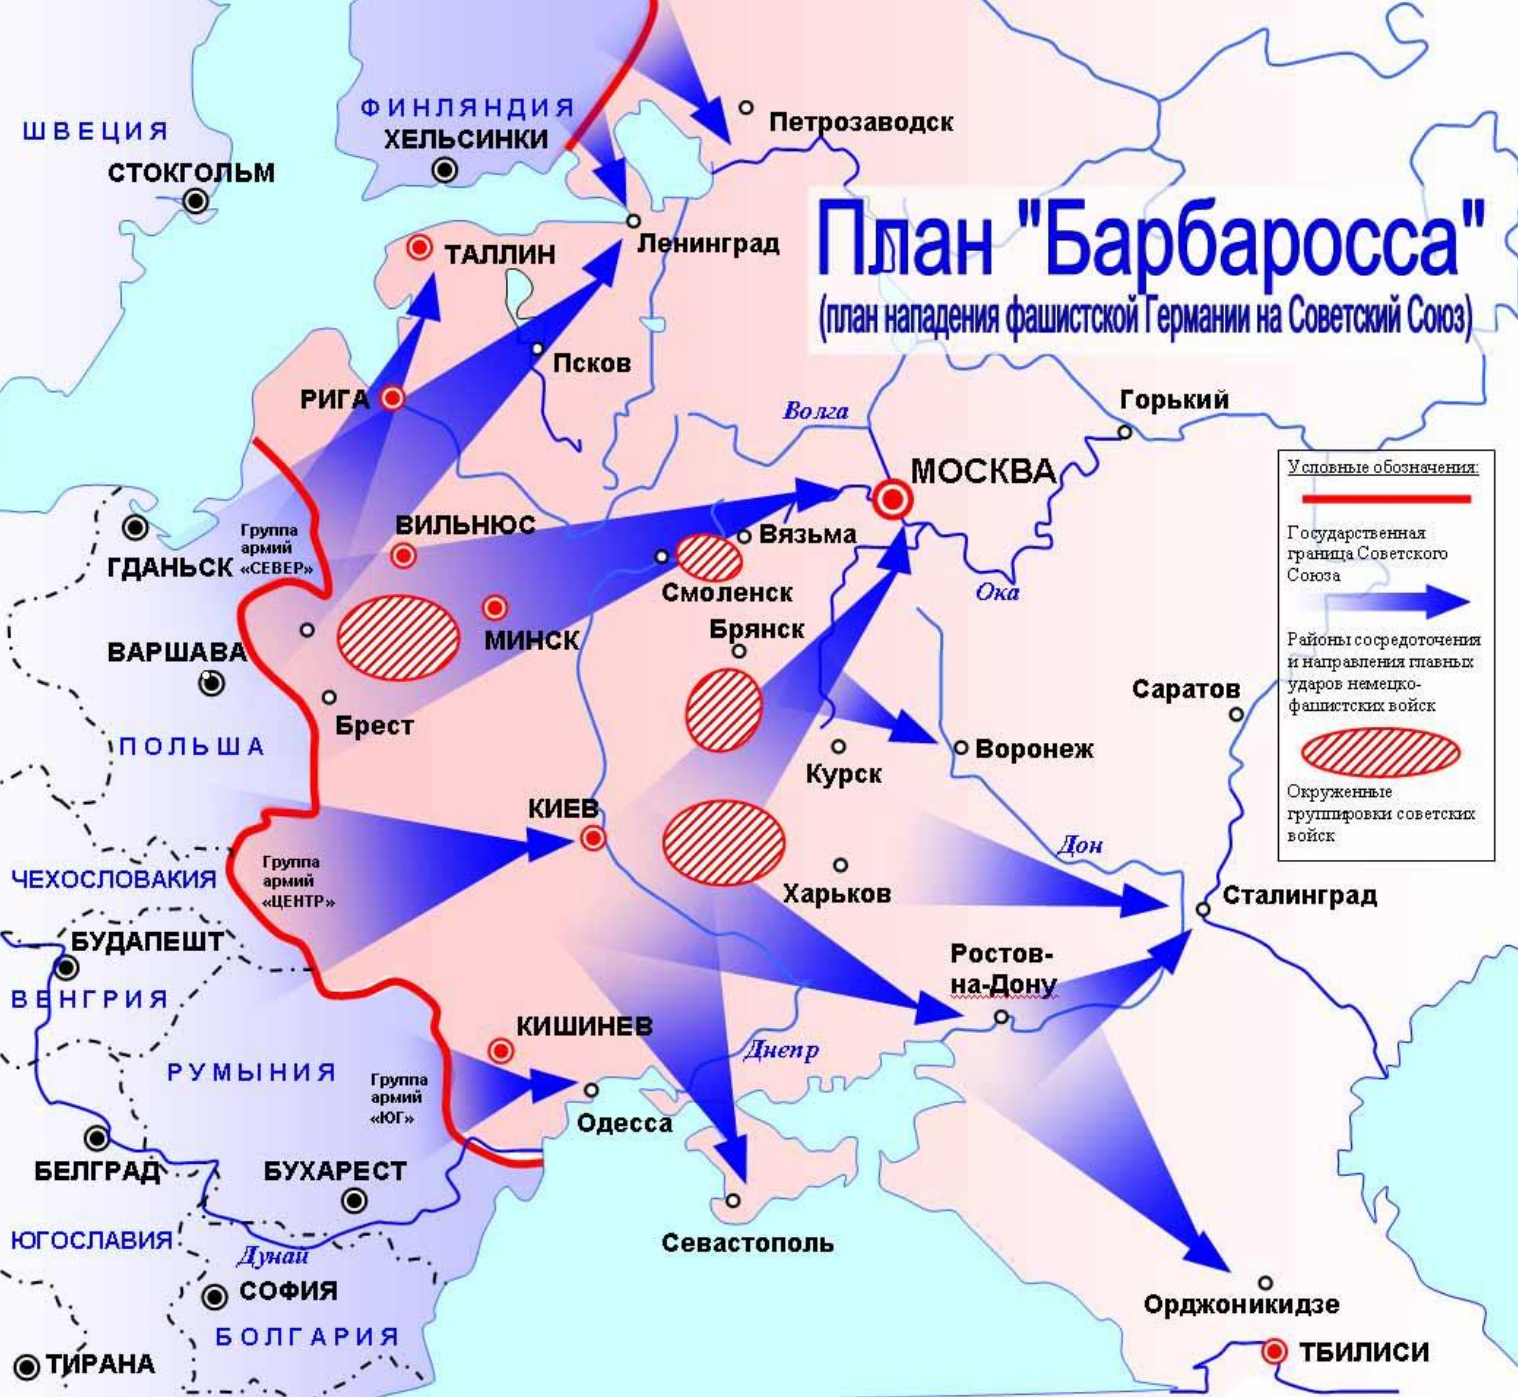 План "Барбаросса"
(план нападения фашистской Германии на Советский Союз)
ШВЕЦИЯ
СТОКГОЛЬМ
ФИНЛЯНДИЯ
ХЕЛЬСИНКИ
Петрозаводск
Ленинград
ТАЛЛИН
Псков
РИГА
Волга
Горький
МОСКВА
Вязьма
Смоленск
Ока
Брянск
ВИЛЬНЮС
МИНСК
Группа
армий
«СЕВЕР»
ГДАНЬСК
ВАРШАВА
Брест
ПОЛЬША
Саратов
Воронеж
Курск
КИЕВ
Дон
Харьков
Сталинград
ЧЕХОСЛОВАКИЯ
Группа
армий
«ЦЕНТР»
БУДАПЕШТ
ВЕНГРИЯ
Ростов-
на-Дону
КИШИНЕВ
Днепр
РУМЫНИЯ
Группа
армий
«ЮГ»
Одесса
БЕЛГРАД
БУХАРЕСТ
Севастополь
ЮГОСЛАВИЯ
Дунай
СОФИЯ
БОЛГАРИЯ
ТИРАНА
Орджоникидзе
ТБИЛИСИ
Условные обозначения:
Государственная
граница Советского
Союза
Районы сосредоточения
и направления главных
ударов немецко-
фашистских войск
Окруженные
группировки советских
войск